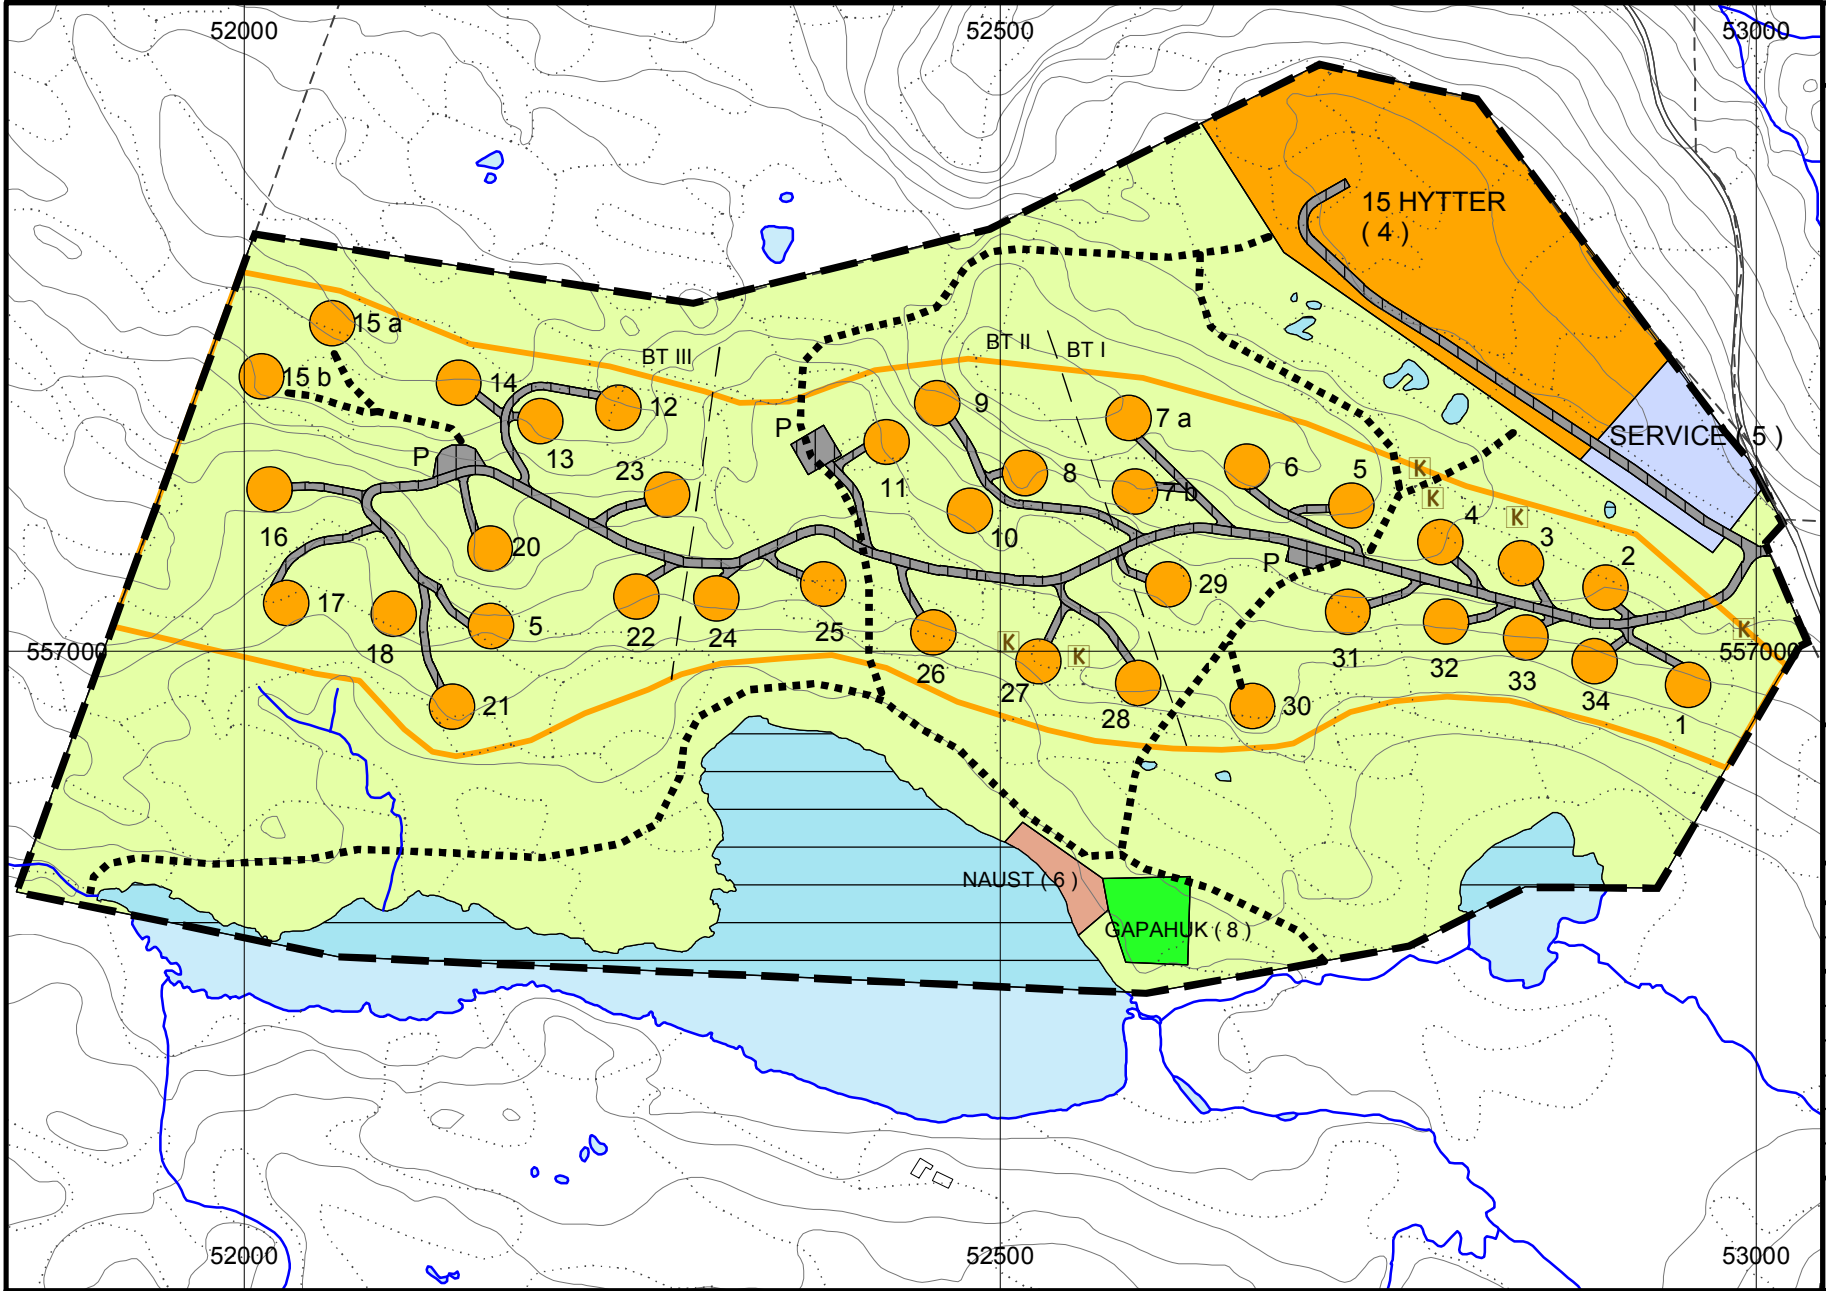 52000
52500
53000
15 HYTTER
( 4 )
15 a
BT III
BT II
BT I
15 b
14
12
9
7 a
P
P
13
23
11
8
7 b
6
5
K
K
SERVICE ( 5 )
16
20
10
P
4
K
3
2
17
18
5
22
24
25
26
29
31
32
33
34
1
557000
K
K
K
557000
27
28
30
21
NAUST ( 6 )
GAPAHUK ( 8 )
52000
52500
53000